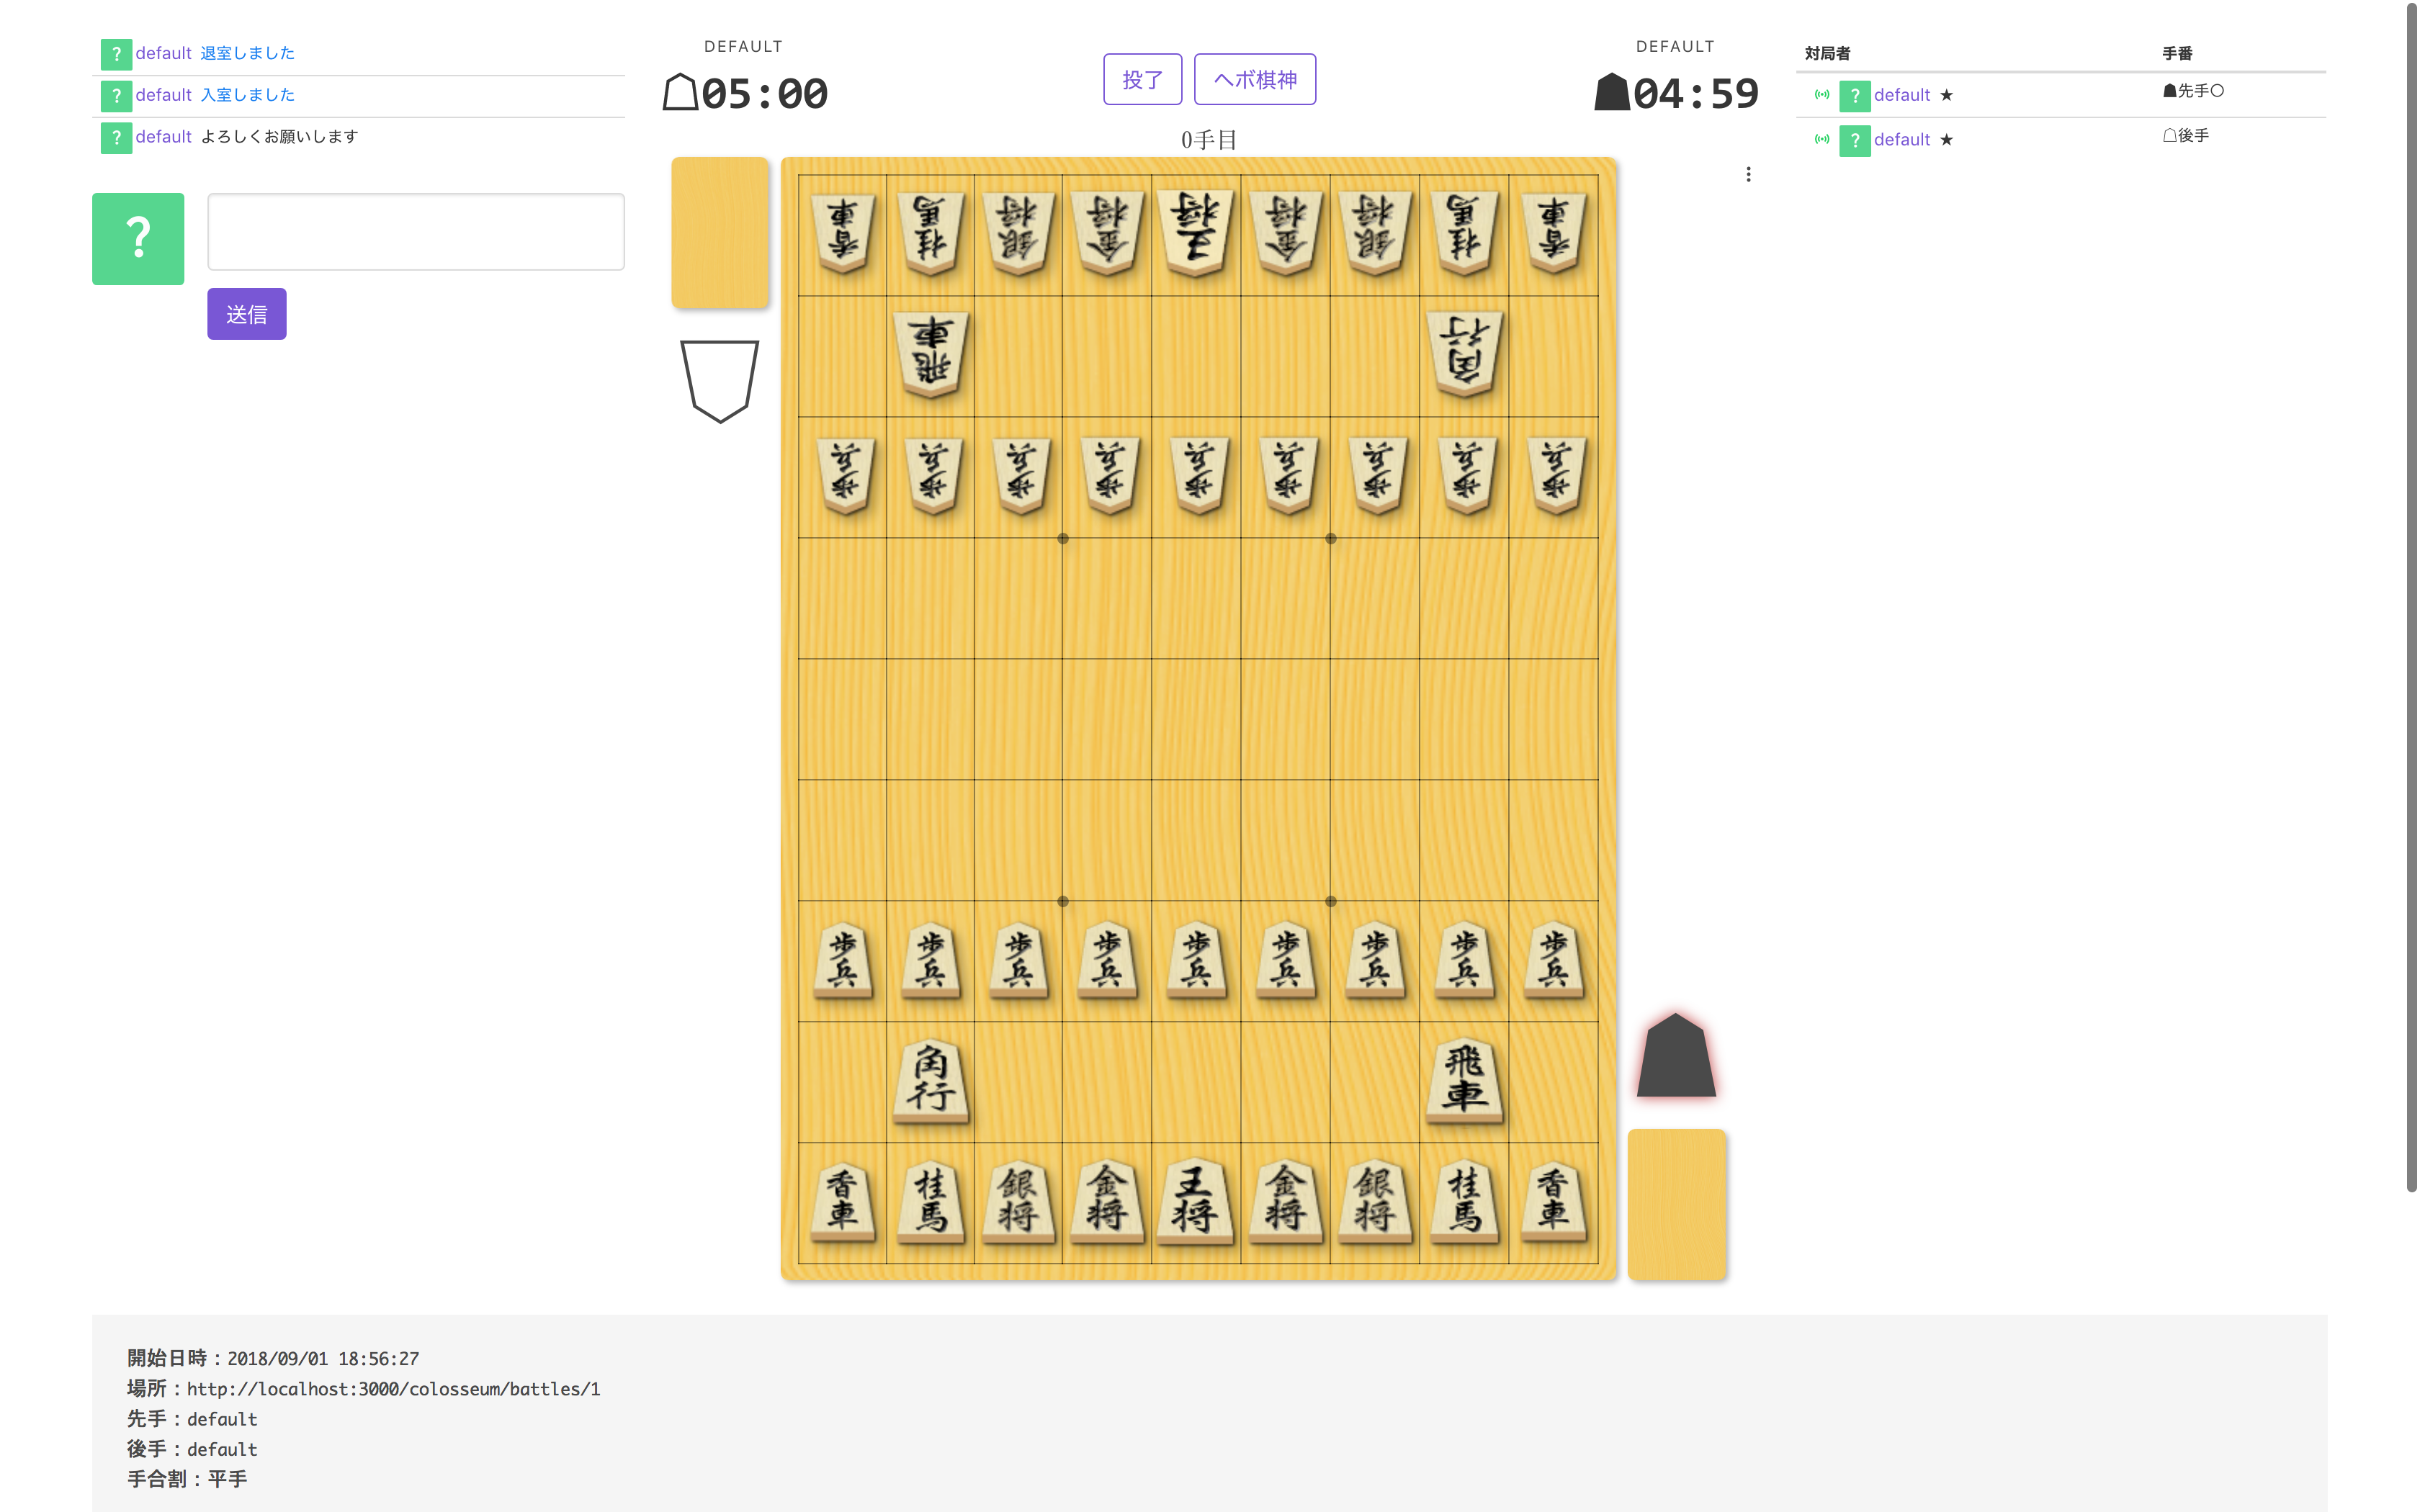 ? default 退室しました
? default 入室しました
? default よろしくお願いします
?
送信
DEFAULT
05:00
投了 ヘボ棋神
0手目
DEFAULT
04:59
対局者 手番
? default ★ 先手○
? default ★ 後手
香車 桂馬 銀将 金将 王将 金将 銀将 桂馬 香車
飛車 角行
歩兵 歩兵 歩兵 歩兵 歩兵 歩兵 歩兵 歩兵 歩兵
歩兵 歩兵 歩兵 歩兵 歩兵 歩兵 歩兵 歩兵 歩兵
角行 飛車
香車 桂馬 銀将 金将 王将 金将 銀将 桂馬 香車
開始日時：2018/09/01 18:56:27
場所：http://localhost:3000/colosseum/battles/1
先手：default
後手：default
手合割：平手